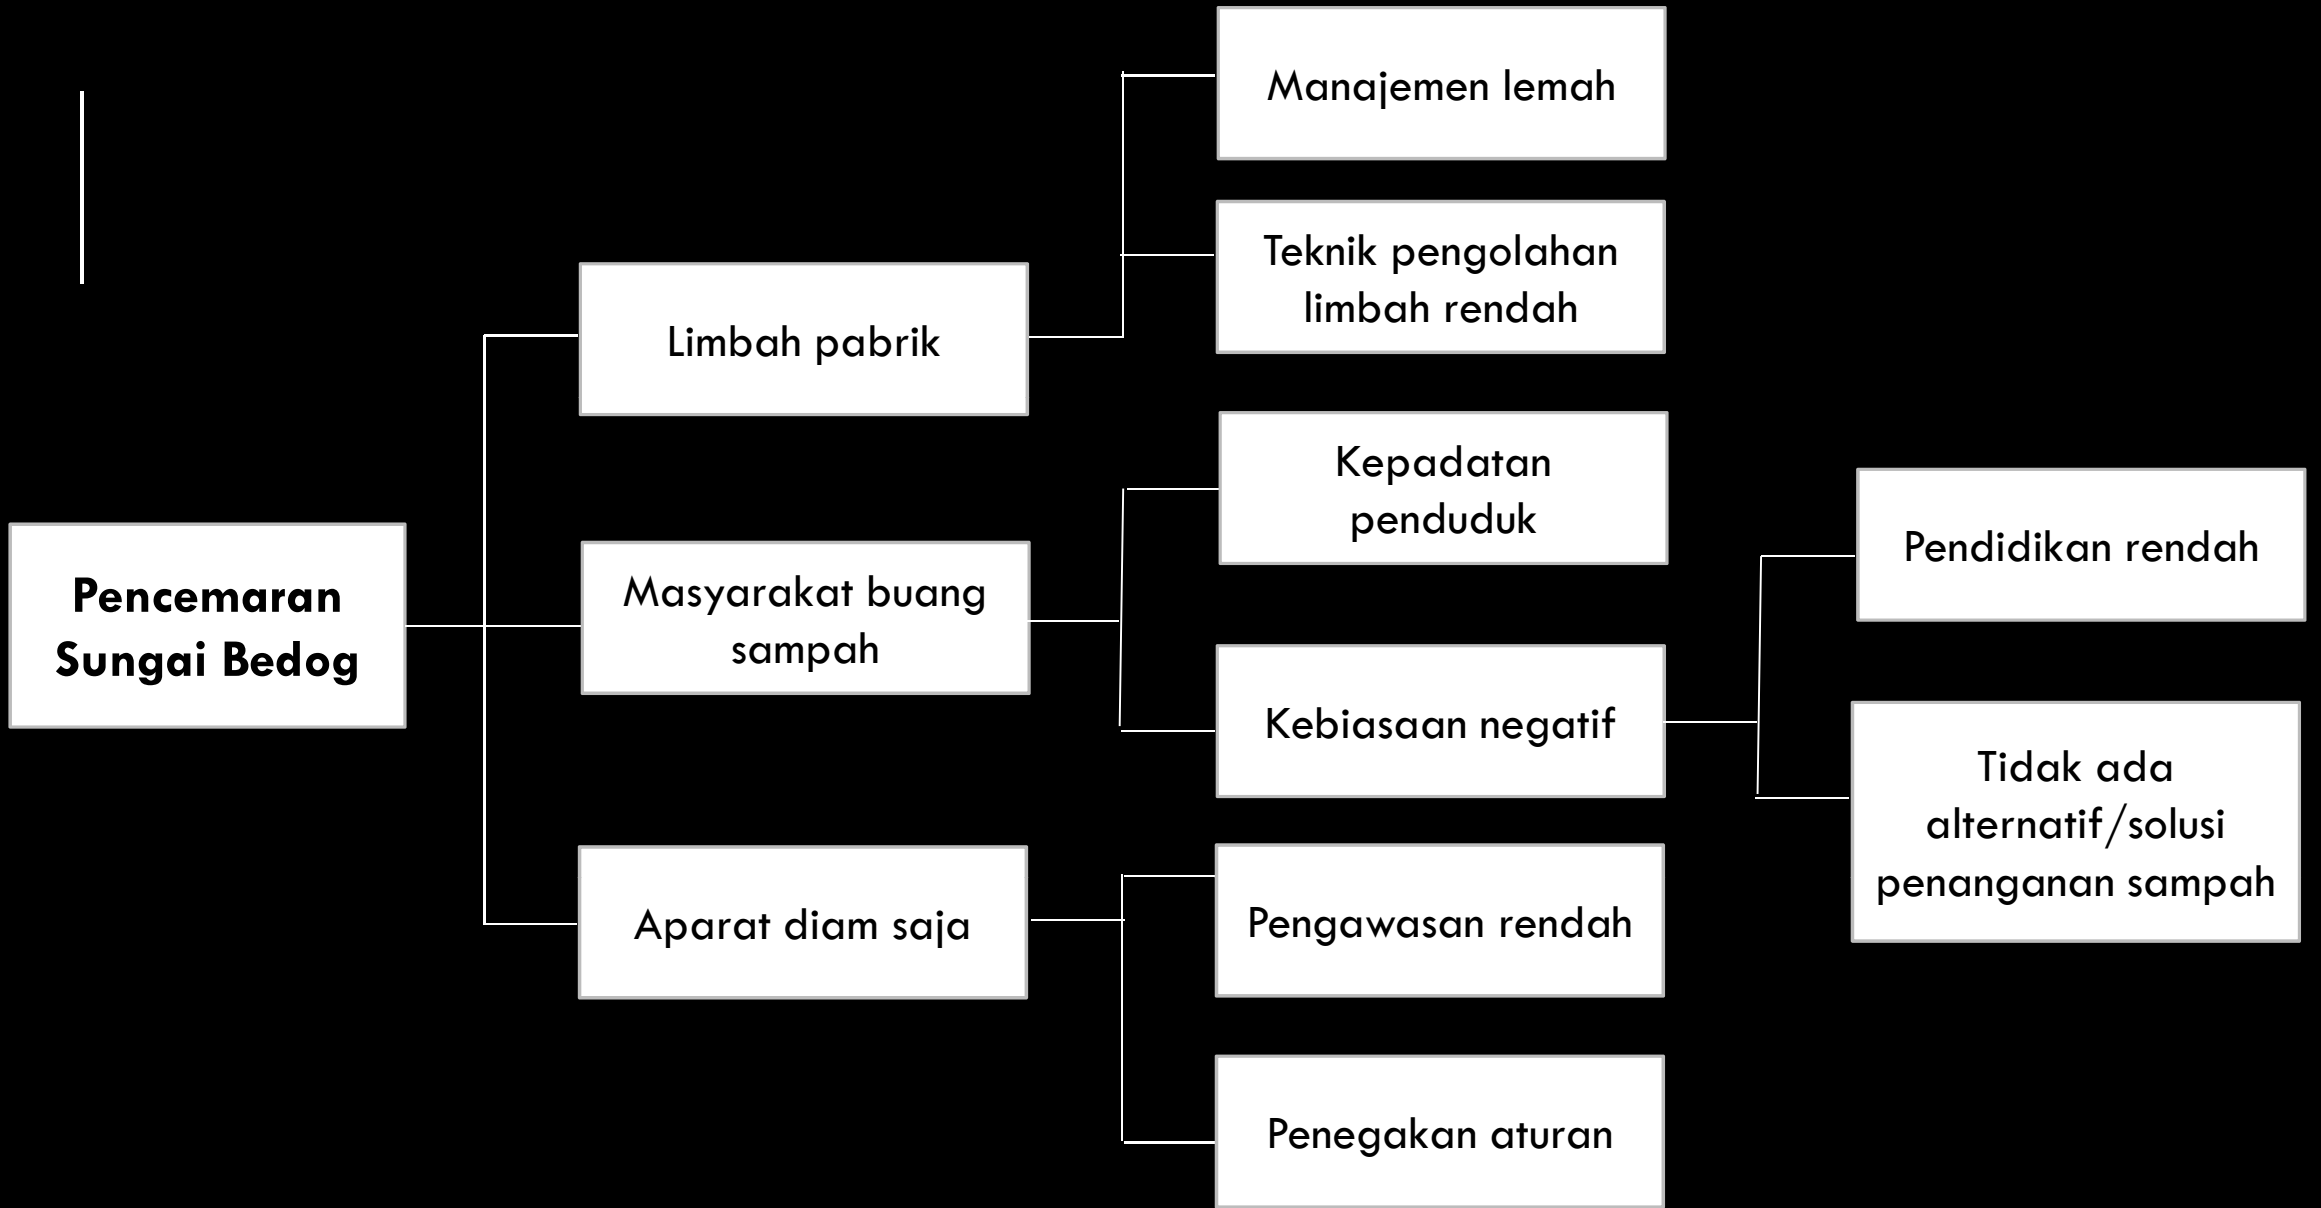 Pencemaran
Sungai Bedog
Limbah pabrik
Masyarakat buang
sampah
Aparat diam saja
Manajemen lemah
Teknik pengolahan
limbah rendah
Kepadatan
penduduk
Kebiasaan negatif
Pengawasan rendah
Penegakan aturan
Pendidikan rendah
Tidak ada
alternatif/solusi
penanganan sampah